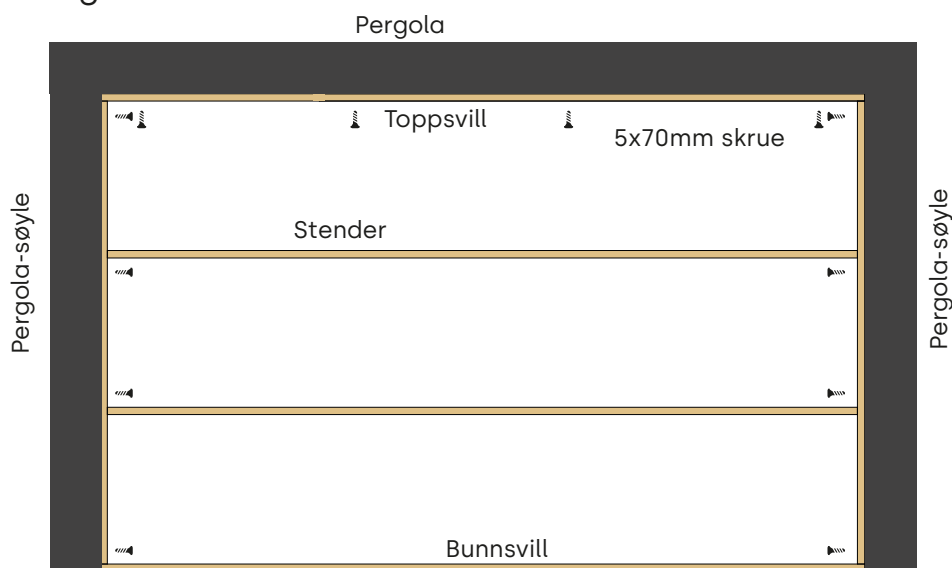 Pergola
Toppsvill
5x70mm skrue
Pergola-søyle
Pergola-søyle
Stender
Bunnsvill